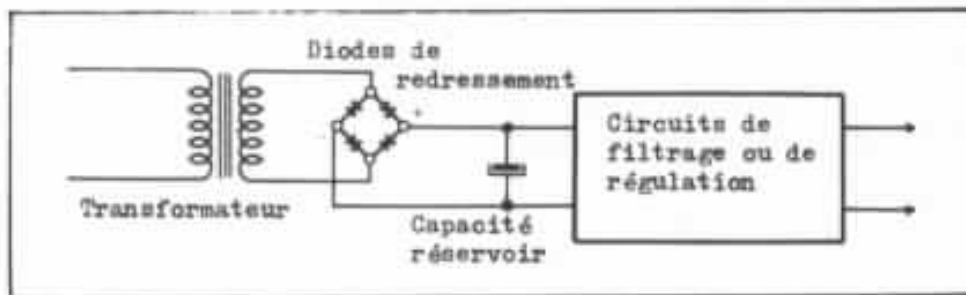 Diodes de
redressement
+
Circuits de
filtrage ou de
régulation
Transformateur
Capacité
réservoir